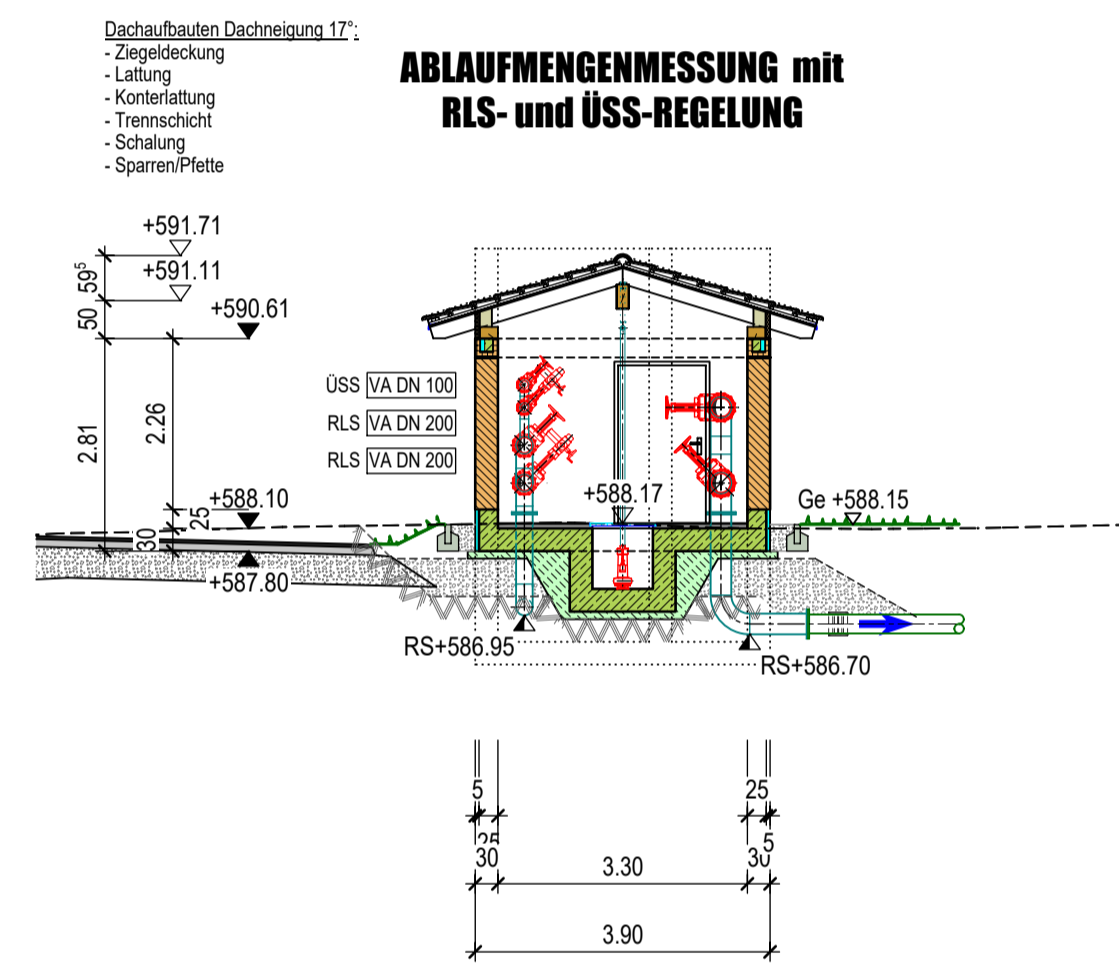 Dachaufbauten Dachneigung 17°:
- Ziegeldeckung
- Lattung
- Konterlattung
- Trennschicht
- Schalung
- Sparren/Pfette
ABLAUFMENGENMESSUNG mit
RLS- und ÜSS-REGELUNG
+591.71
59⁵
+591.11
50
+590.61
ÜSS VA DN 100
RLS VA DN 200
RLS VA DN 200
2.81
2.26
+588.10
25
30
+587.80
+588.17
Ge +588.15
RS+586.95
RS+586.70
5
25
25
5
30
3.30
30
3.90